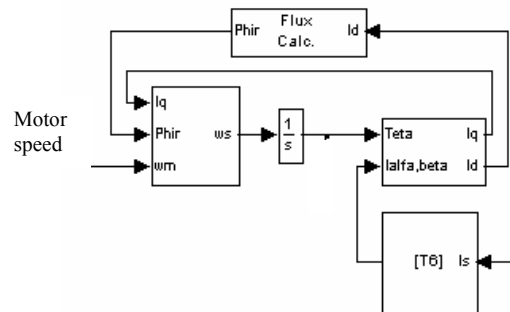 Flux
Phir Id
Calc.
Iq
Motor
speed
Phir ws
wm
1
s
Teta Iq
Ialfa,beta Id
[T6] Is